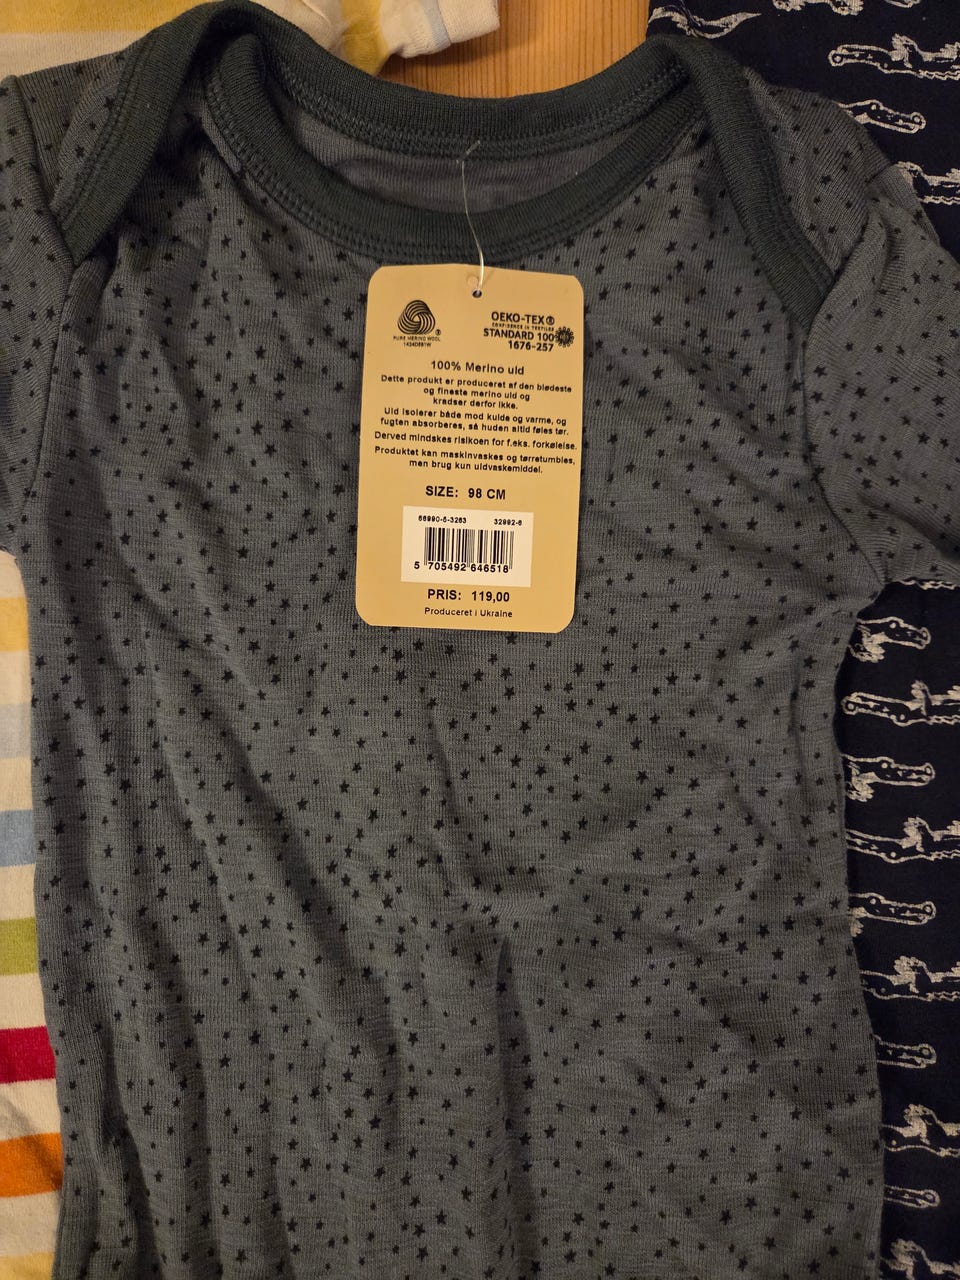 PURE MERINO WOOL
OEKO-TEX®
CONFIDENCE IN TEXTILES
STANDARD 100
1676-257
100% Merino uld
Dette produkt er produceret af den blødeste
og fineste merino uld og
kradser derfor ikke.
Uld isolerer både mod kulde og varme, og
fugten absorberes, så huden altid føles tør.
Derved mindskes risikoen for f.eks. forkølelse.
Produktet kan maskinvaskes og tørretumbles,
men brug kun uldvaskemiddel.
SIZE: 98 CM
66990-5-3263 32992-6
5 705492 646518
PRIS: 119,00
Produceret i Ukraine